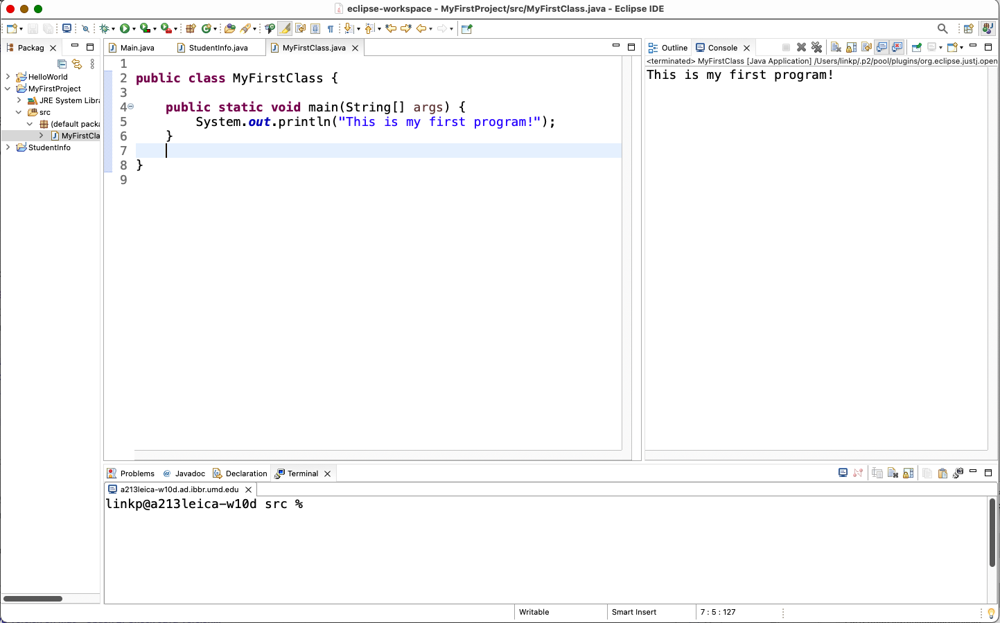 eclipse-workspace - MyFirstProject/src/MyFirstClass.java - Eclipse IDE
Packag
HelloWorld
MyFirstProject
JRE System Libra
src
(default packa
MyFirstCla
StudentInfo
Main.java
StudentInfo.java
MyFirstClass.java
1
2 public class MyFirstClass {
3
4 public static void main(String[] args) {
5 System.out.println("This is my first program!");
6 }
7
8 }
9
Outline
Console
<terminated> MyFirstClass [Java Application] /Users/linkp/.p2/pool/plugins/org.eclipse.justj.open
This is my first program!
Problems
@ Javadoc
Declaration
Terminal
a213leica-w10d.ad.ibbr.umd.edu
linkp@a213leica-w10d src %
Writable
Smart Insert
7 : 5 : 127